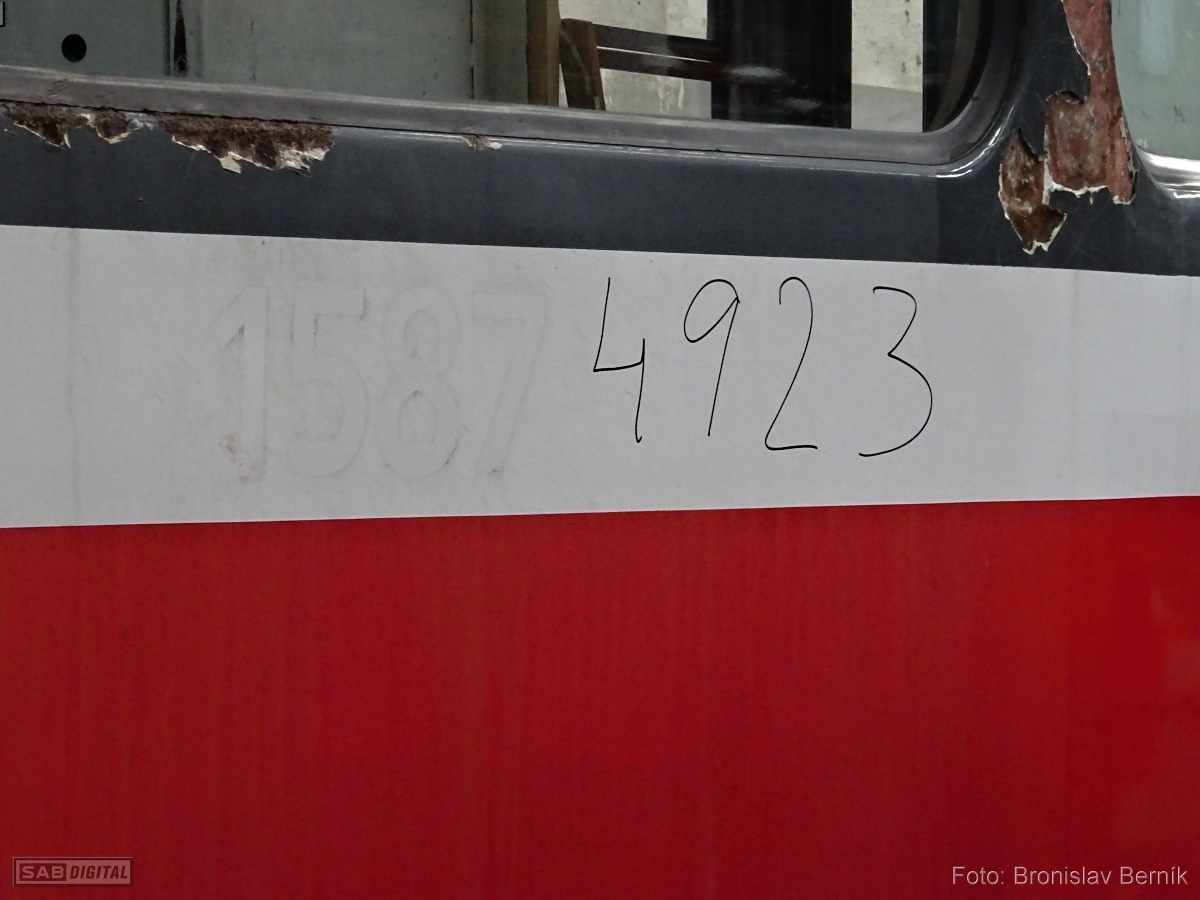 1587 4923
SAB DIGITAL
Foto: Bronislav Berník